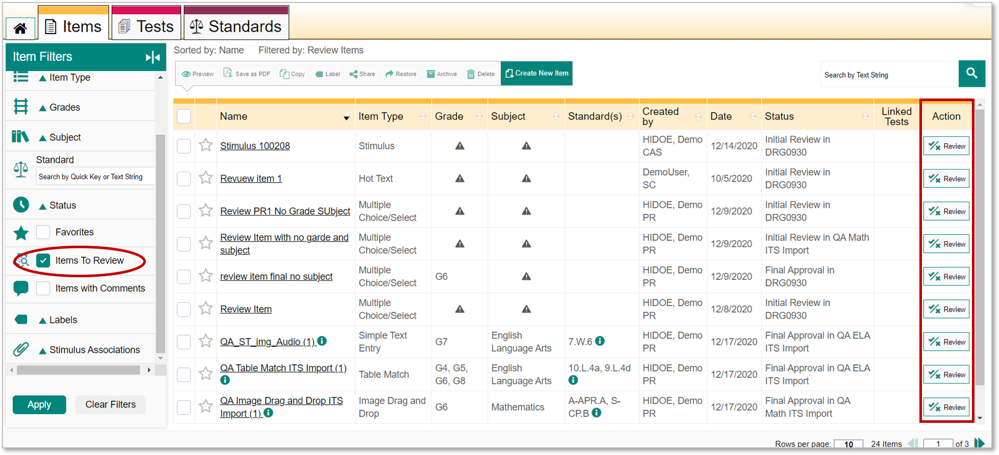 Items
Tests
Standards
Item Filters
Item Type
Grades
Subject
Standard
Search by Quick Key or Text String
Status
Favorites
Items To Review
Items with Comments
Labels
Stimulus Associations
Apply
Clear Filters
Sorted by: Name
Filtered by: Review Items
Preview
Save as PDF
Copy
Label
Share
Restore
Archive
Delete
Create New Item
Search by Text String
Name
Item Type
Grade
Subject
Standard(s)
Created
by
Date
Status
Linked
Tests
Action
Stimulus 100208
Stimulus
HIDOE, Demo
CAS
12/14/2020
Initial Review in
DRG0930
Review
Revuew item 1
Hot Text
DemoUser,
SC
10/5/2020
Initial Review in
DRG0930
Review
Review PR1 No Grade SUbject
Multiple
Choice/Select
HIDOE, Demo
PR
12/9/2020
Initial Review in
DRG0930
Review
Review Item with no garde and
subject
Multiple
Choice/Select
HIDOE, Demo
PR
12/9/2020
Initial Review in QA Math
ITS Import
Review
review item final no subject
Multiple
Choice/Select
G6
HIDOE, Demo
PR
12/9/2020
Final Approval in
DRG0930
Review
Review Item
Multiple
Choice/Select
HIDOE, Demo
PR
12/8/2020
Initial Review in
DRG0930
Review
QA_ST_img_Audio (1)
Simple Text
Entry
G7
English
Language Arts
7.W.6
HIDOE, Demo
PR
12/17/2020
Final Approval in QA ELA
ITS Import
Review
QA Table Match ITS Import (1)
Table Match
G4, G5,
G6, G8
English
Language Arts
10.L.4a, 9.L.4d
HIDOE, Demo
PR
12/17/2020
Final Approval in QA ELA
ITS Import
Review
QA Image Drag and Drop ITS
Import (1)
Image Drag and
Drop
G6
Mathematics
A-APR.A, S-
CP.B
HIDOE, Demo
PR
12/17/2020
Final Approval in QA
Math ITS Import
Review
Rows per page: 10
24 Items
1 of 3